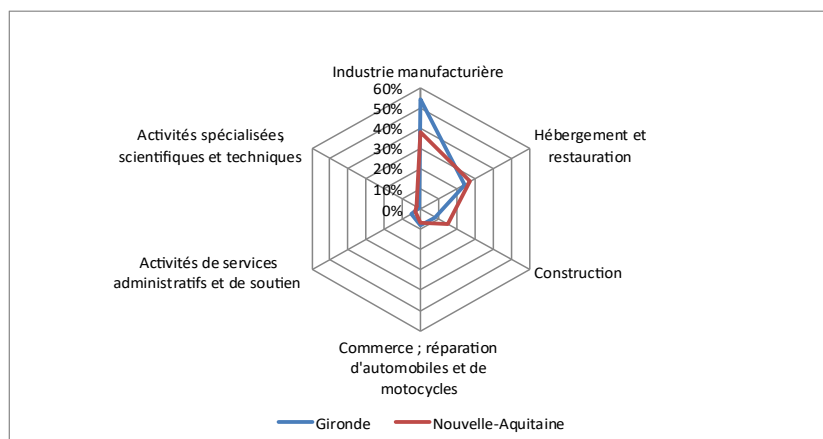 Industrie manufacturière
60%
50%
40%
30%
20%
10%
0%
Hébergement et
restauration
Construction
Commerce ; réparation
d'automobiles et de
motocycles
Activités de services
administratifs et de soutien
Activités spécialisées,
scientifiques et techniques
Gironde
Nouvelle-Aquitaine